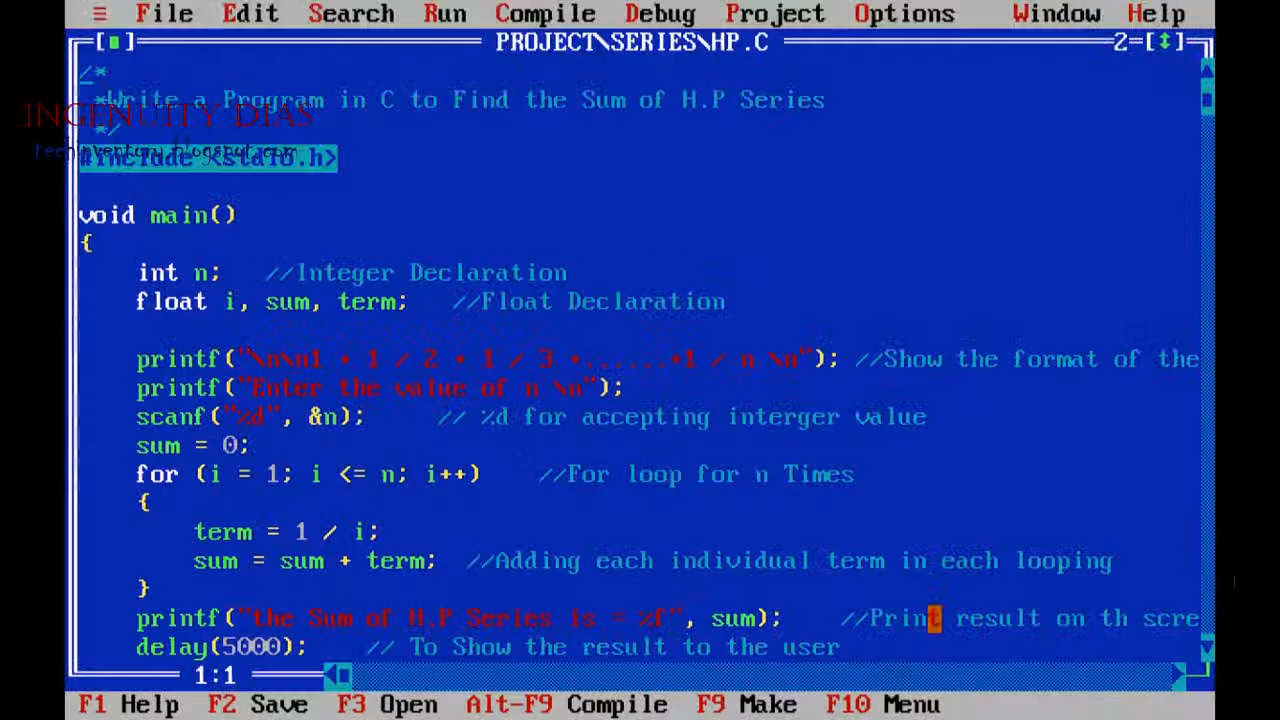 ≡ File Edit Search Run Compile Debug Project Options Window Help
[■] PROJECT\SERIES\HP.C 2=[↕]
/*
*Write a Program in C to Find the Sum of H.P Series
INGENUITY DIAS
*/
techinventory.blogspot.com
#include <stdio.h>
void main()
{
int n; //Integer Declaration
float i, sum, term; //Float Declaration
printf("\n\n1 + 1 / 2 + 1 / 3 +......+1 / n \n"); //Show the format of the
printf("Enter the value of n \n");
scanf("%d", &n); // %d for accepting interger value
sum = 0;
for (i = 1; i <= n; i++) //For loop for n Times
{
term = 1 / i;
sum = sum + term; //Adding each individual term in each looping
}
printf("the Sum of H.P Series is = %f", sum); //Print result on th scre
delay(5000); // To Show the result to the user
1:1
F1 Help F2 Save F3 Open Alt-F9 Compile F9 Make F10 Menu